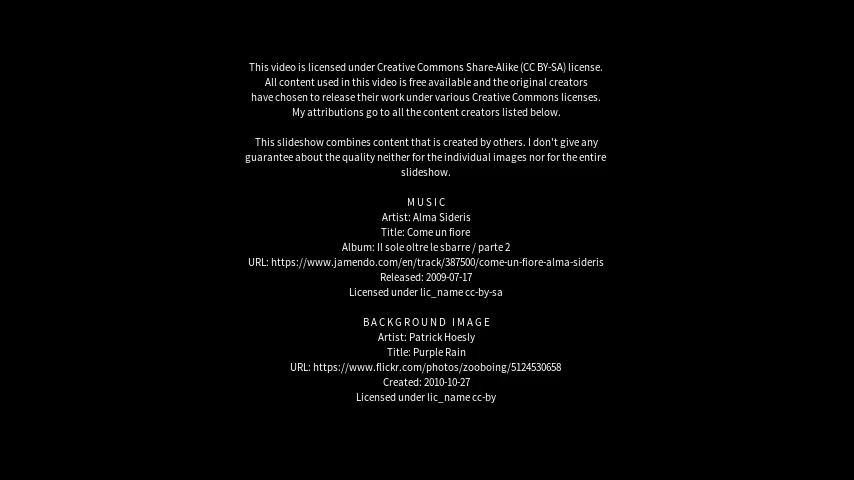 This video is licensed under Creative Commons Share-Alike (CC BY-SA) license.
All content used in this video is free available and the original creators
have chosen to release their work under various Creative Commons licenses.
My attributions go to all the content creators listed below.
This slideshow combines content that is created by others. I don't give any
guarantee about the quality neither for the individual images nor for the entire
slideshow.
MUSIC
Artist: Alma Sideris
Title: Come un fiore
Album: Il sole oltre le sbarre / parte 2
URL: https://www.jamendo.com/en/track/387500/come-un-fiore-alma-sideris
Released: 2009-07-17
Licensed under lic_name cc-by-sa
BACKGROUND IMAGE
Artist: Patrick Hoesly
Title: Purple Rain
URL: https://www.flickr.com/photos/zooboing/5124530658
Created: 2010-10-27
Licensed under lic_name cc-by